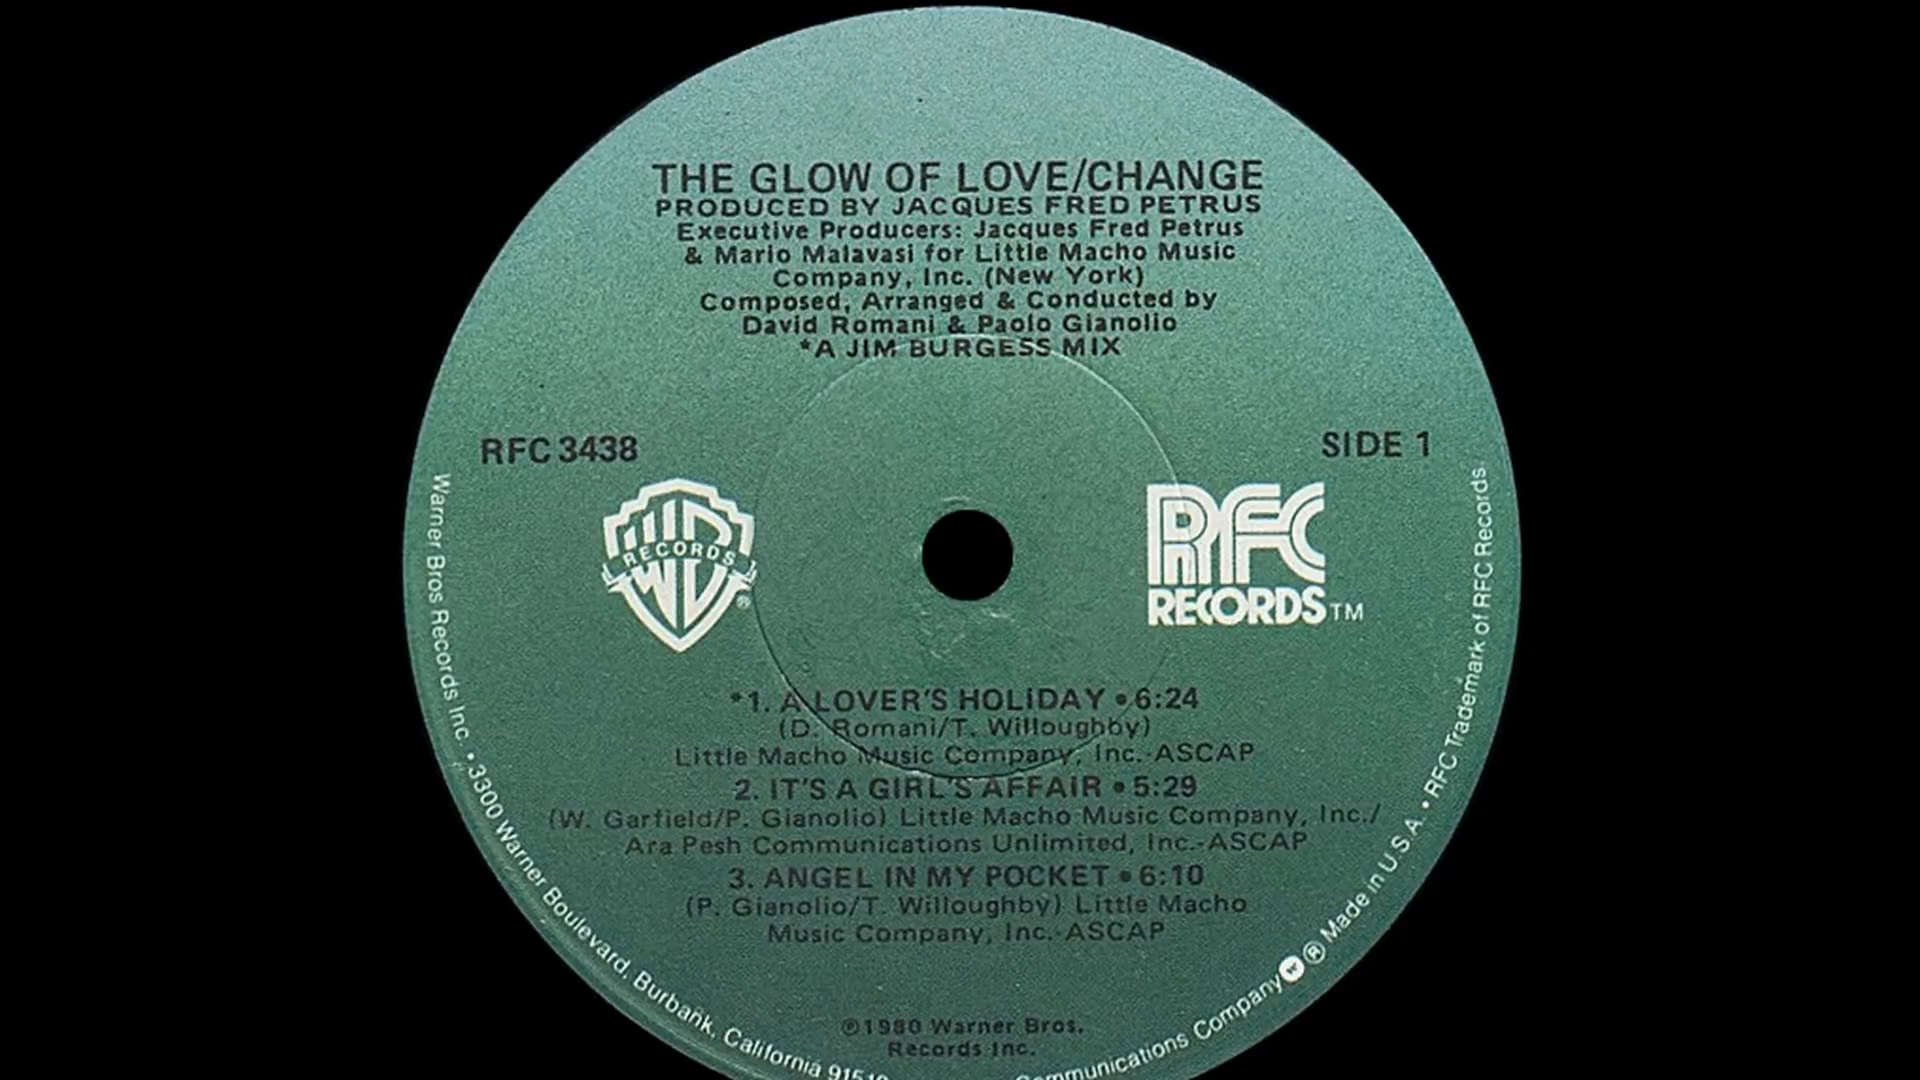 THE GLOW OF LOVE/CHANGE
PRODUCED BY JACQUES FRED PETRUS
Executive Producers: Jacques Fred Petrus
& Mario Malavasi for Little Macho Music
Company, Inc. (New York)
Composed, Arranged & Conducted by
David Romani & Paolo Gianolio
*A JIM BURGESS MIX
RFC 3438
SIDE 1
RECORDS
®
RFC
RECORDS™
*1. A LOVER'S HOLIDAY • 6:24
(D. Romani/T. Willoughby)
Little Macho Music Company, Inc.-ASCAP
2. IT'S A GIRL'S AFFAIR • 5:29
(W. Garfield/P. Gianolio) Little Macho Music Company, Inc./
Ara Pesh Communications Unlimited, Inc.-ASCAP
3. ANGEL IN MY POCKET • 6:10
(P. Gianolio/T. Willoughby) Little Macho
Music Company, Inc.-ASCAP
℗1980 Warner Bros.
Records Inc.
Warner Bros Records Inc. • 3300 Warner Boulevard, Burbank, California
Communications Company ® Made in U.S.A. • RFC Trademark of RFC Records.